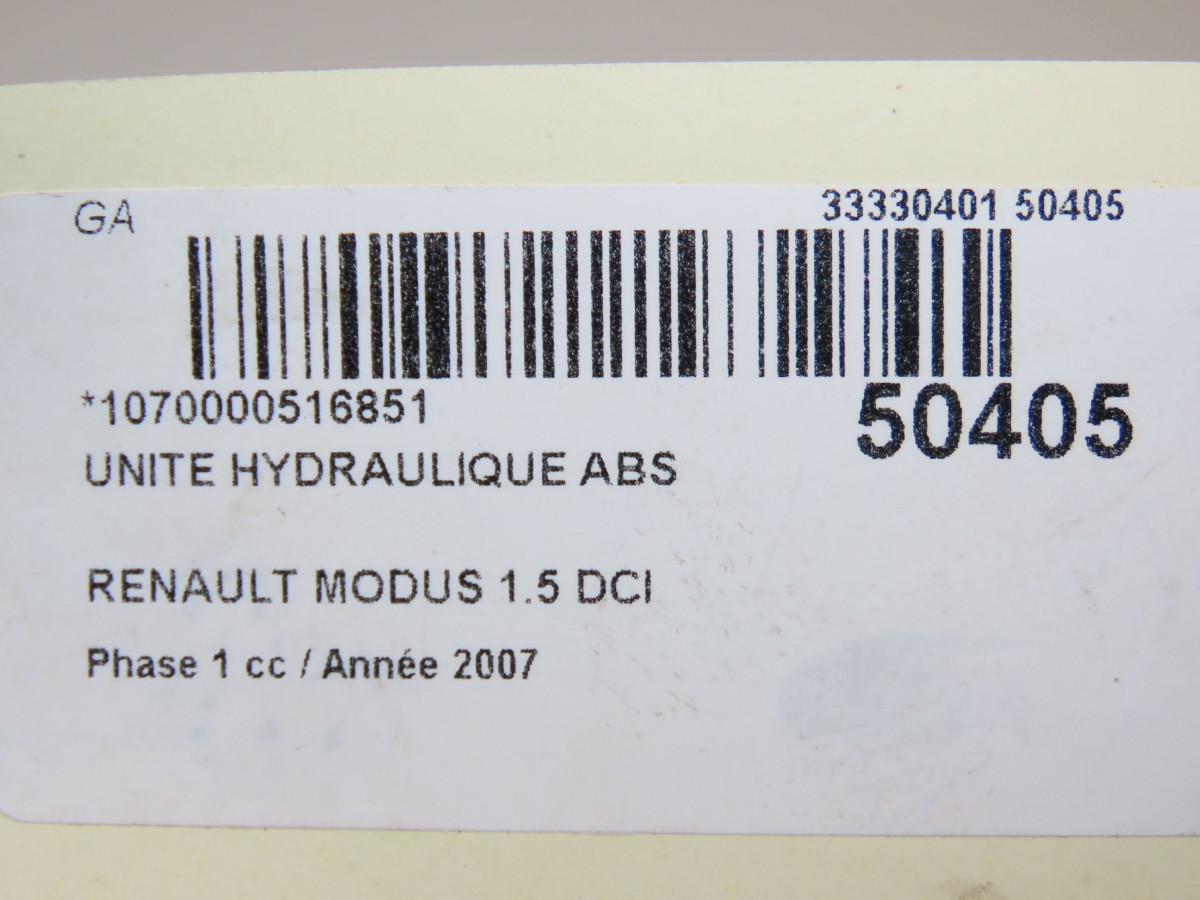 GA
33330401 50405
*1070000516851
50405
UNITE HYDRAULIQUE ABS
RENAULT MODUS 1.5 DCI
Phase 1 cc / Année 2007